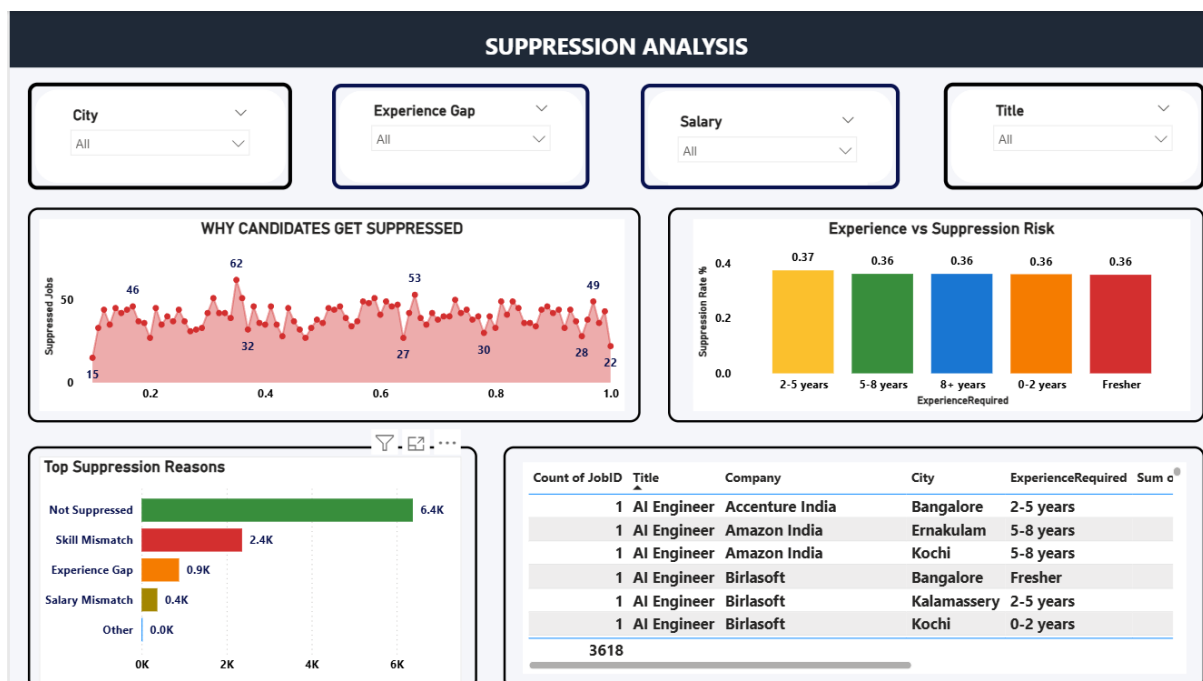 SUPPRESSION ANALYSIS
City
All
Experience Gap
All
Salary
All
Title
All
WHY CANDIDATES GET SUPPRESSED
Suppressed Jobs
50
0
15
46
62
32
27
53
30
28
49
22
0.2 0.4 0.6 0.8 1.0
Experience vs Suppression Risk
Suppression Rate %
0.4
0.2
0.0
0.37 0.36 0.36 0.36 0.36
2-5 years 5-8 years 8+ years 0-2 years Fresher
ExperienceRequired
Top Suppression Reasons
Not Suppressed 6.4K
Skill Mismatch 2.4K
Experience Gap 0.9K
Salary Mismatch 0.4K
Other 0.0K
0K 2K 4K 6K
Count of JobID Title Company City ExperienceRequired Sum o
1 AI Engineer Accenture India Bangalore 2-5 years
1 AI Engineer Amazon India Ernakulam 5-8 years
1 AI Engineer Amazon India Kochi 5-8 years
1 AI Engineer Birlasoft Bangalore Fresher
1 AI Engineer Birlasoft Kalamassery 2-5 years
1 AI Engineer Birlasoft Kochi 0-2 years
3618